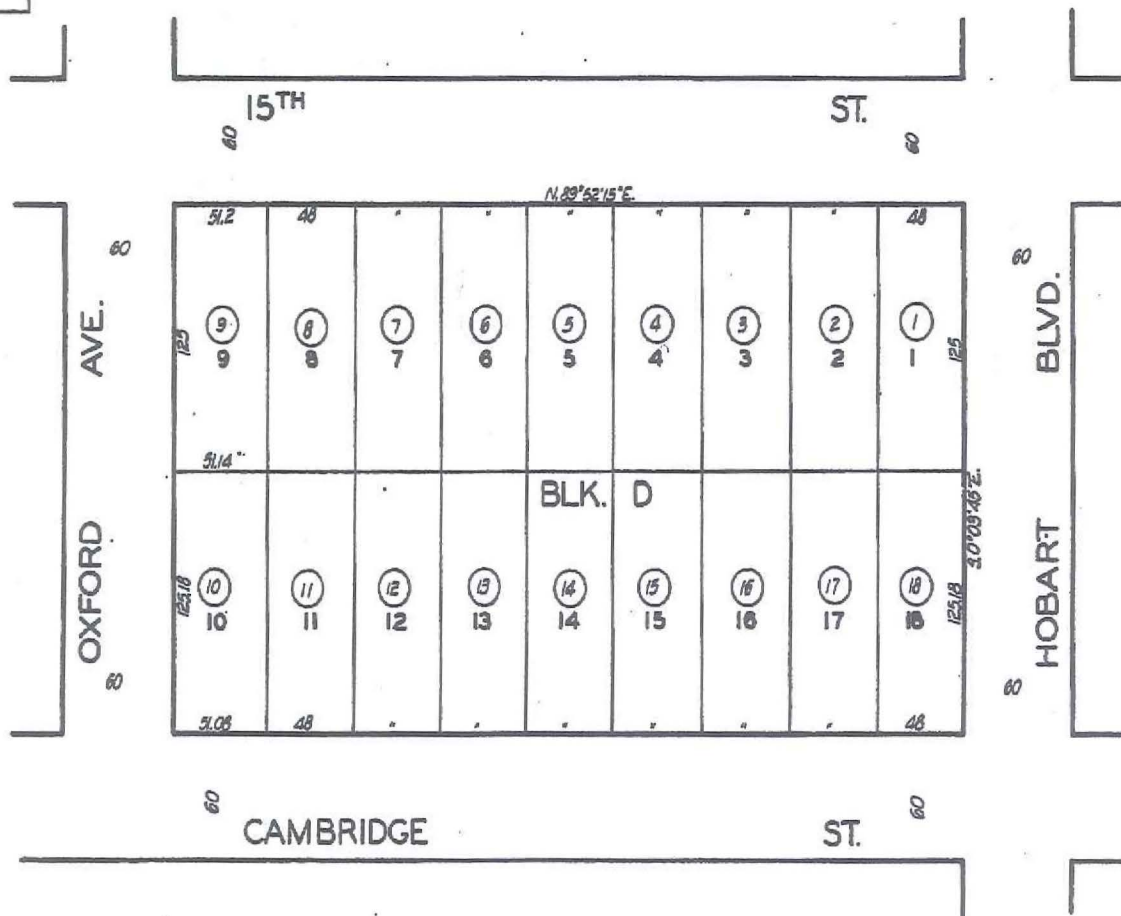 15TH ST.
60 60
N. 89°52'15"E.
51.2 48 " " " " " " 48
60 60
AVE. BLVD.
9 8 7 6 5 4 3 2 1
125 125
9 8 7 6 5 4 3 2 1
51.14
BLK. D
S.0°03'46"E.
OXFORD HOBART
10 11 12 13 14 15 16 17 18
125.18 125.18
10 11 12 13 14 15 16 17 18
60 60
51.08 48 " " " " " " 48
60 60
CAMBRIDGE ST.